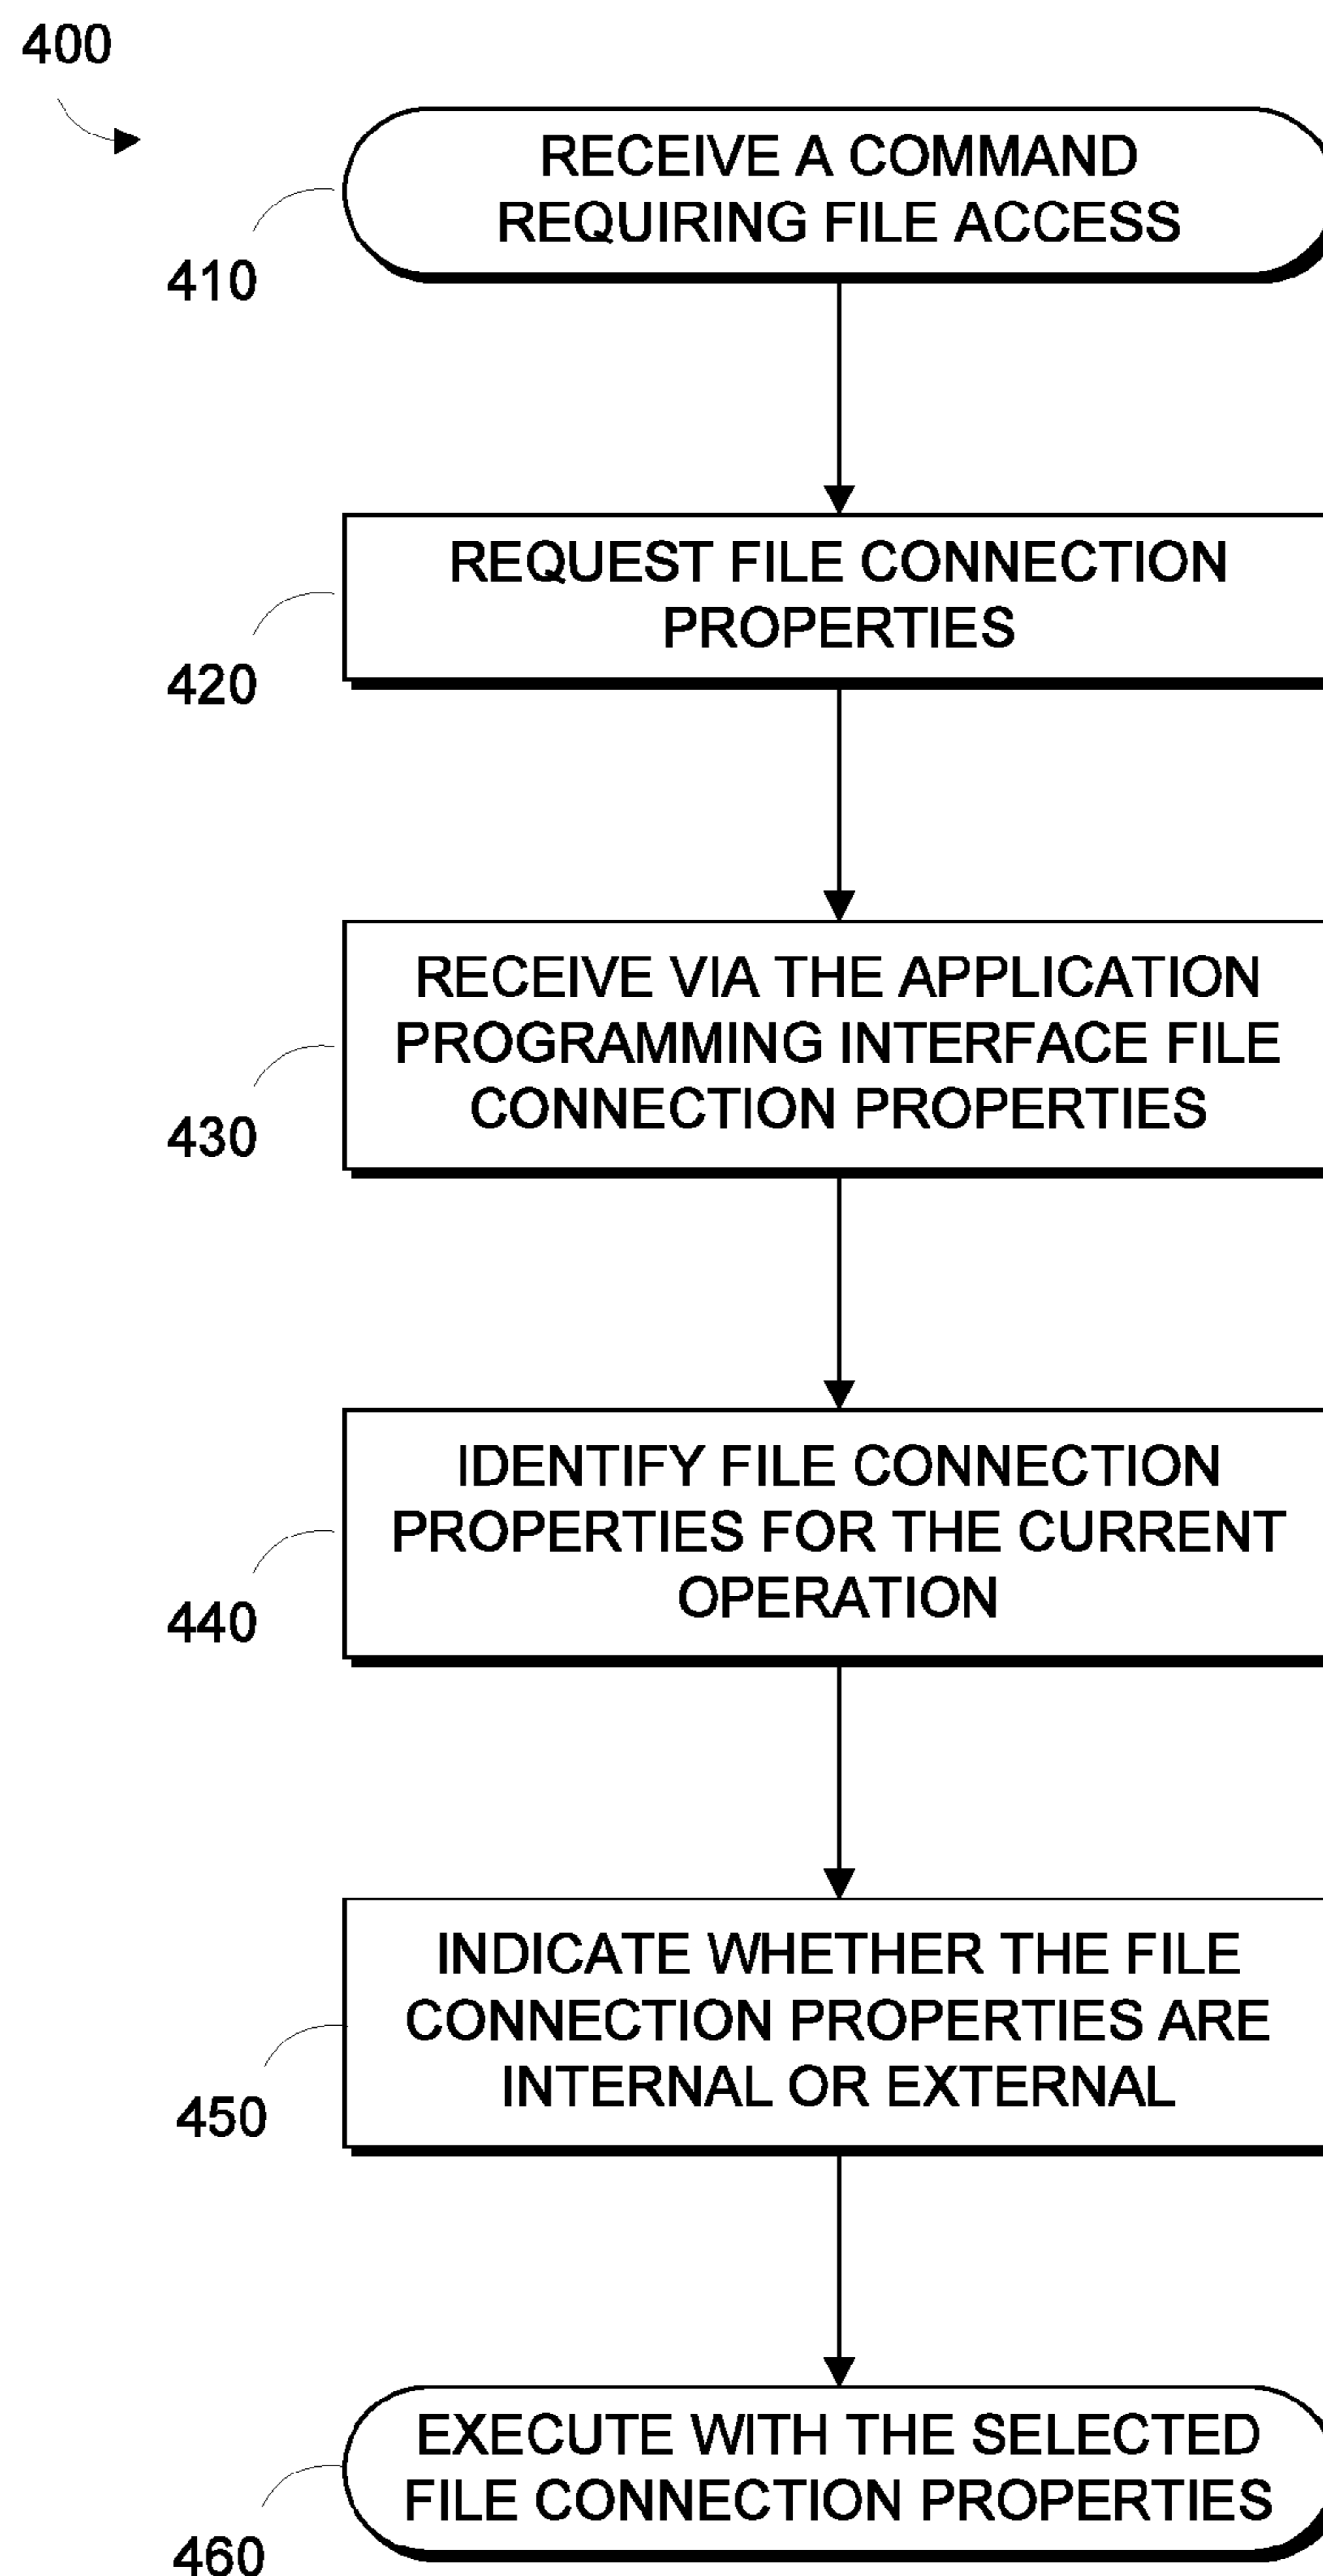 400
RECEIVE A COMMAND
REQUIRING FILE ACCESS
410
REQUEST FILE CONNECTION
PROPERTIES
420
RECEIVE VIA THE APPLICATION
PROGRAMMING INTERFACE FILE
CONNECTION PROPERTIES
430
IDENTIFY FILE CONNECTION
PROPERTIES FOR THE CURRENT
OPERATION
440
INDICATE WHETHER THE FILE
CONNECTION PROPERTIES ARE
INTERNAL OR EXTERNAL
450
EXECUTE WITH THE SELECTED
FILE CONNECTION PROPERTIES
460